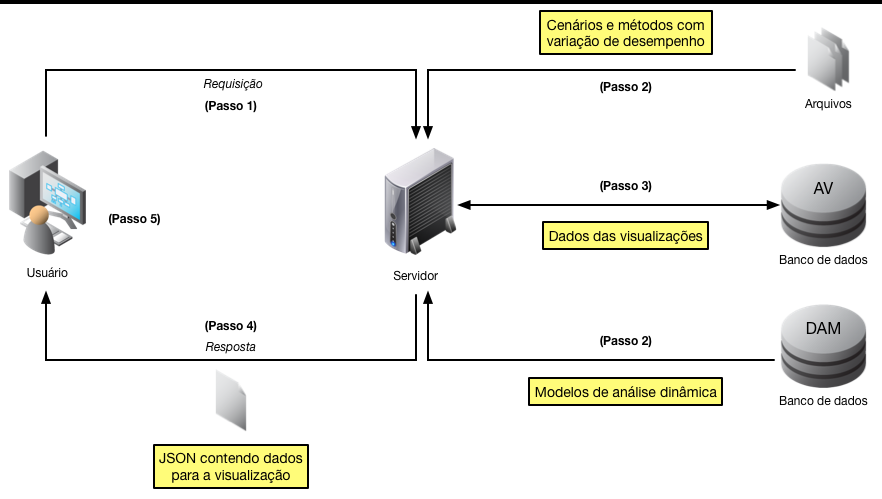 Cenários e métodos com
variação de desempenho
Requisição
(Passo 1)
(Passo 2)
Arquivos
(Passo 5)
Usuário
Servidor
(Passo 3)
Dados das visualizações
AV
Banco de dados
(Passo 4)
Resposta
(Passo 2)
Modelos de análise dinâmica
DAM
Banco de dados
JSON contendo dados
para a visualização